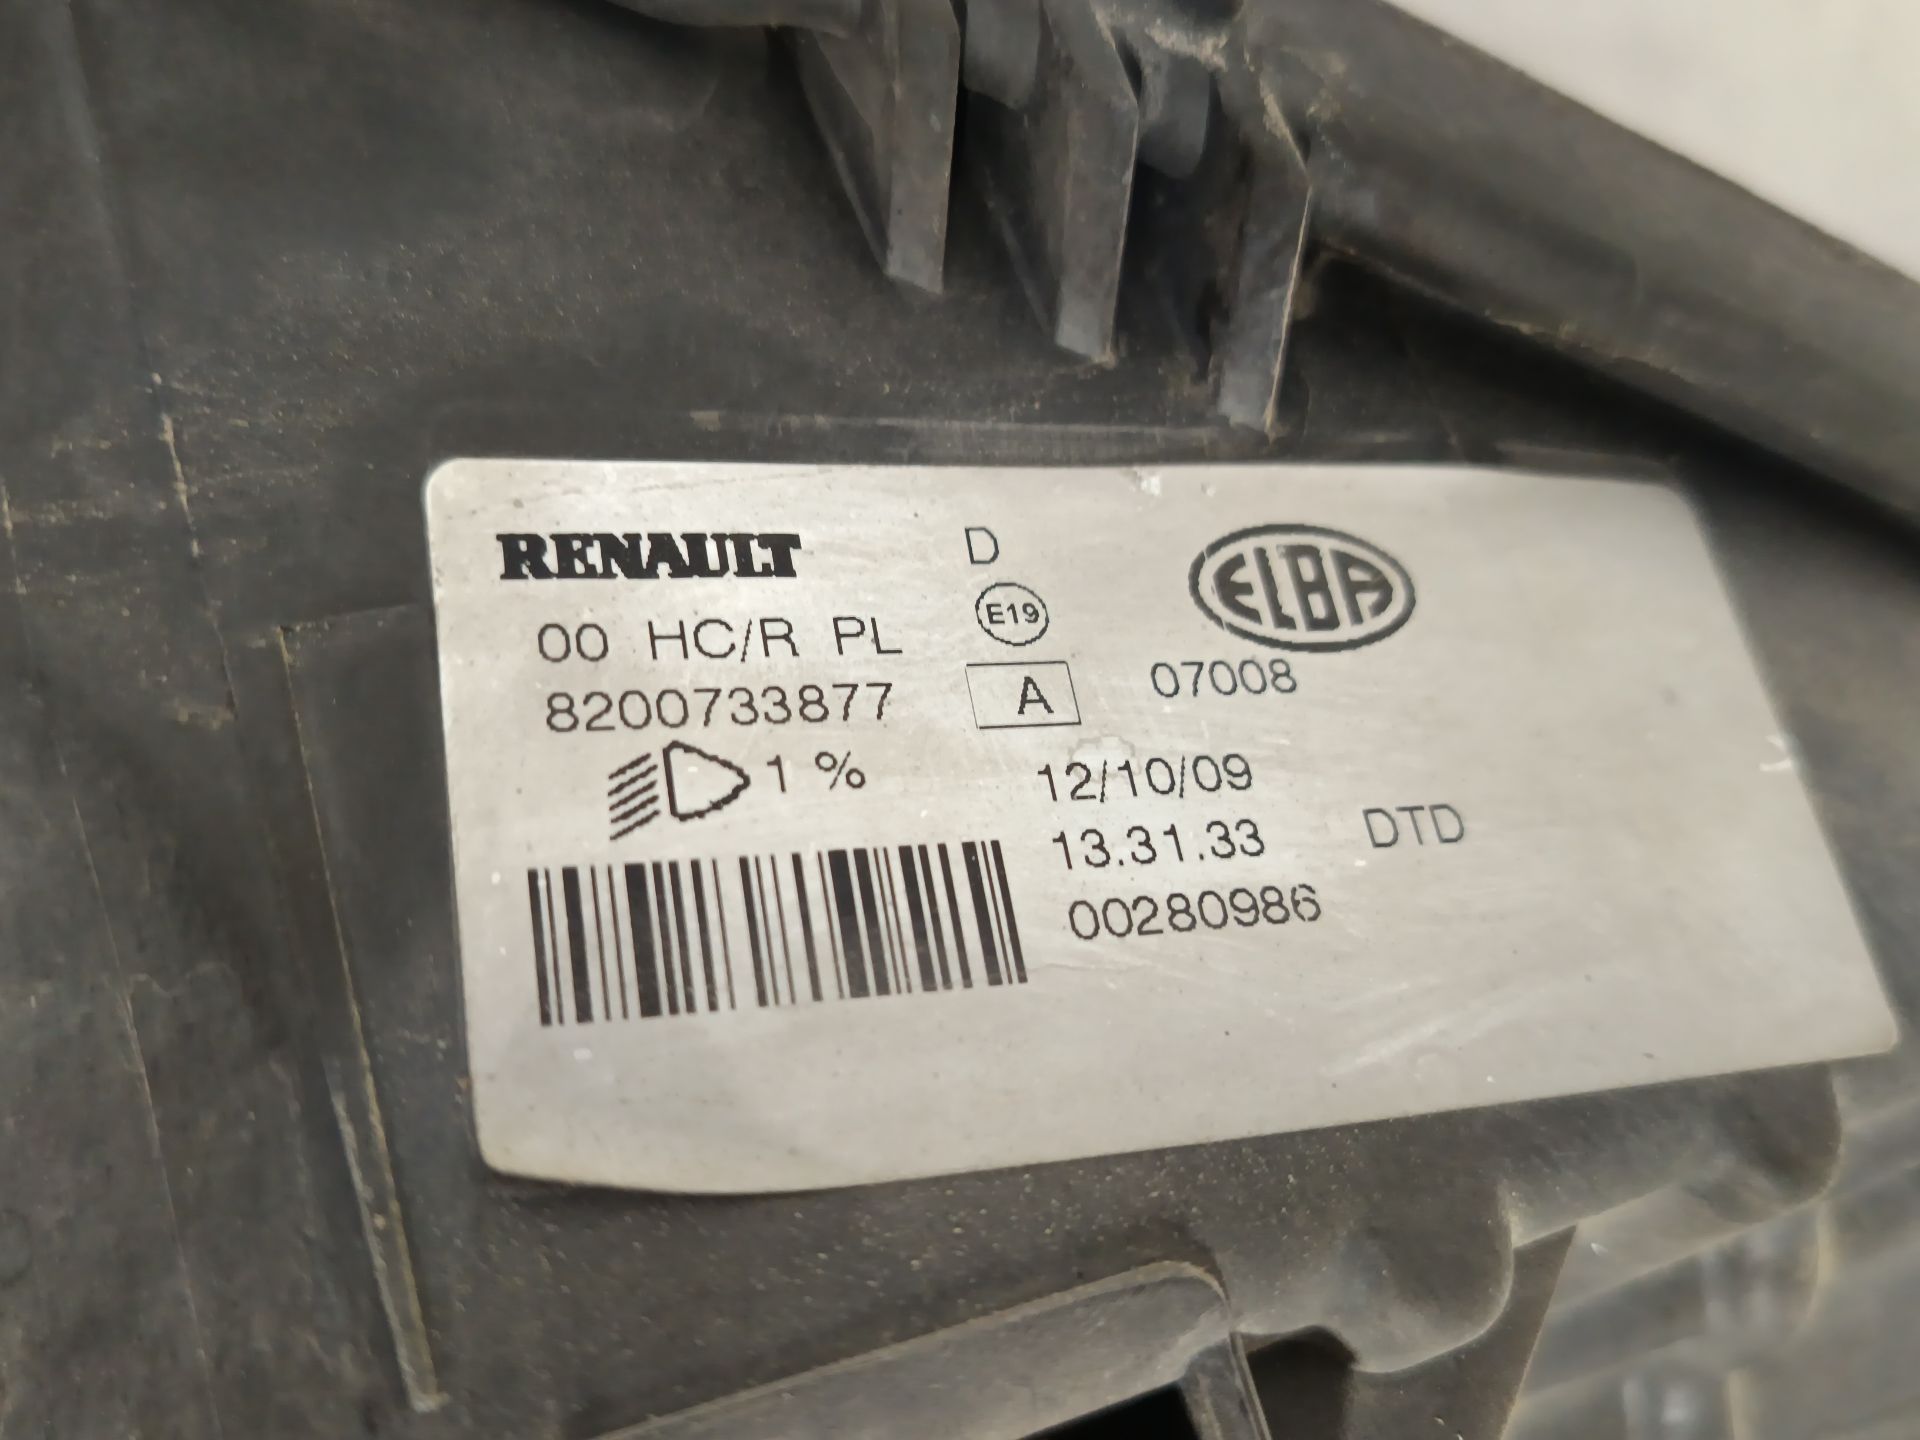 RENAULT D ELBA
00 HC/R PL E19
8200733877 A 07008
1 % 12/10/09
13.31.33 DTD
00280986